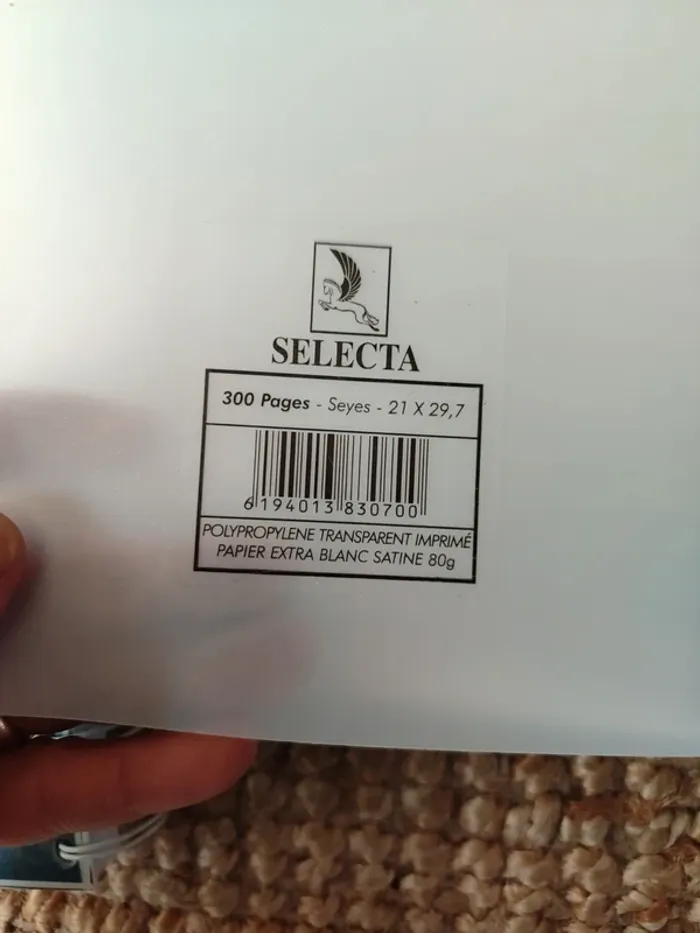 SELECTA
300 Pages - Seyes - 21 X 29,7
6 194013 830700
POLYPROPYLENE TRANSPARENT IMPRIMÉ
PAPIER EXTRA BLANC SATINE 80g